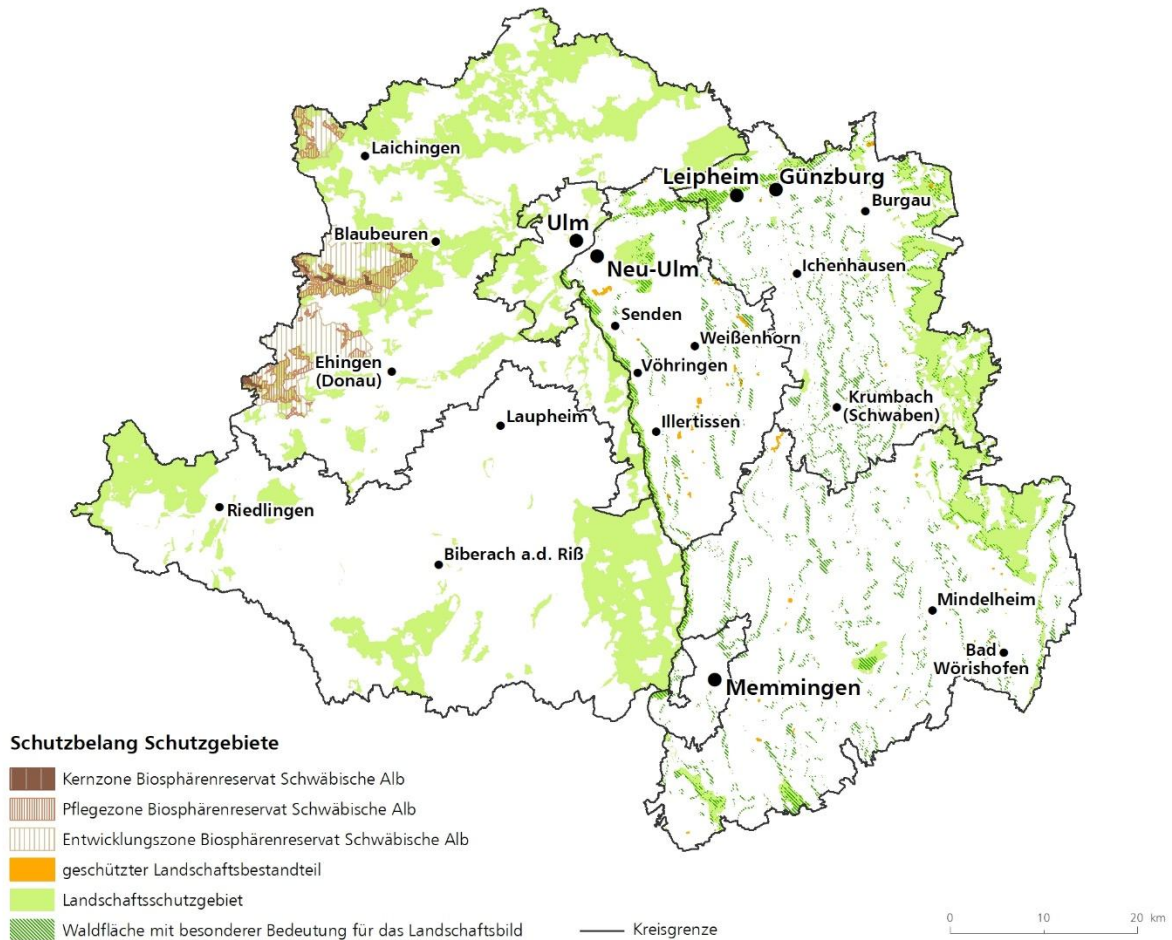 Laichingen
Leipheim
Günzburg
Burgau
Ulm
Blaubeuren
Neu-Ulm
Ichenhausen
Senden
Weißenhorn
Ehingen
(Donau)
Vöhringen
Krumbach
(Schwaben)
Laupheim
Illertissen
Riedlingen
Biberach a.d. Riß
Mindelheim
Bad
Wörishofen
Memmingen
Schutzbelang Schutzgebiete
Kernzone Biosphärenreservat Schwäbische Alb
Pflegezone Biosphärenreservat Schwäbische Alb
Entwicklungszone Biosphärenreservat Schwäbische Alb
geschützter Landschaftsbestandteil
Landschaftsschutzgebiet
Waldfläche mit besonderer Bedeutung für das Landschaftsbild
Kreisgrenze
0 10 20 km